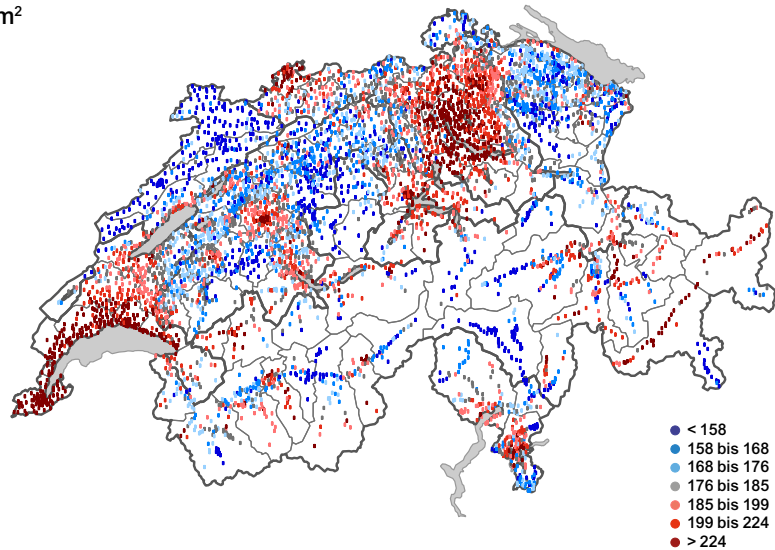 m²
< 158
158 bis 168
168 bis 176
176 bis 185
185 bis 199
199 bis 224
> 224